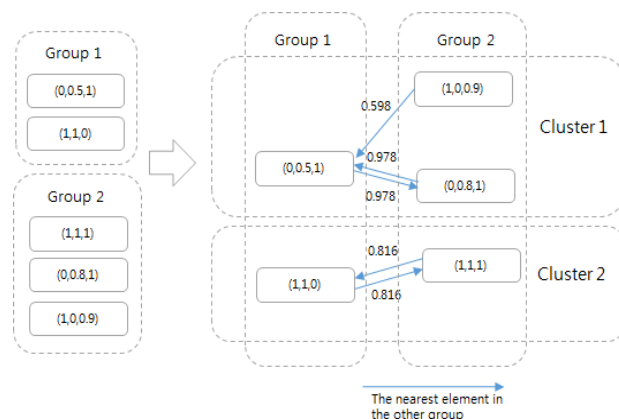 Group 1
(0,0.5,1)
(1,1,0)
Group 2
(1,1,1)
(0,0.8,1)
(1,0,0.9)
Group 1
Group 2
(1,0,0.9)
0.598
Cluster 1
0.978
(0,0.5,1)
(0,0.8,1)
0.978
0.816
(1,1,1)
Cluster 2
(1,1,0)
0.816
The nearest element in
the other group